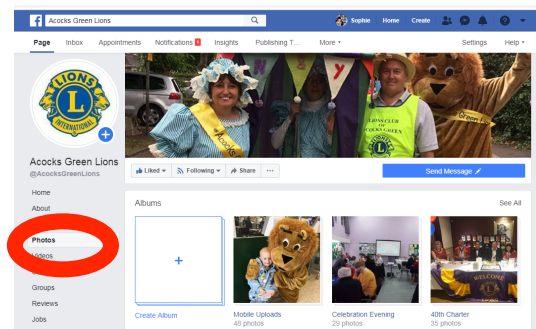 Acocks Green Lions
Sophie Home Create
Page Inbox Appointments Notifications Insights Publishing T... More Settings Help
LIONS
L
INTERNATIONAL
LIONS CLUB
OF
ACOCKS GREEN
Acocks
Acocks Green Lions
@AcocksGreenLions
Liked Following Share ...
Send Message
Home
About
Photos
Videos
Groups
Reviews
Jobs
Albums See All
+
Create Album
Mobile Uploads
48 photos
Celebration Evening
29 photos
WELCOME
40th Charter
35 photos